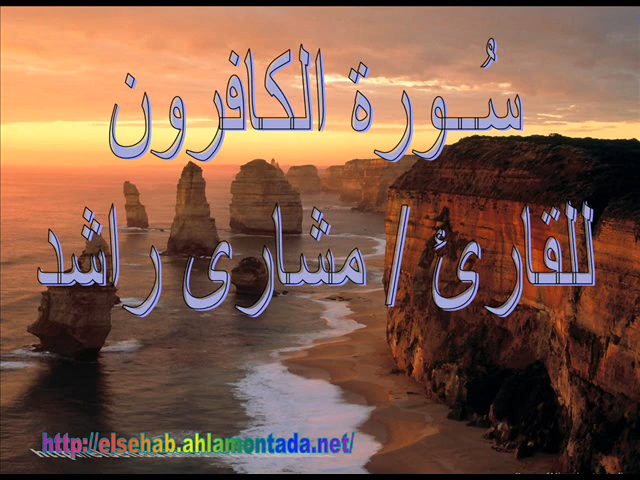 سُورة الكافرون
للقارئ / مشارى راشد
http://elsehab.ahlamontada.net/